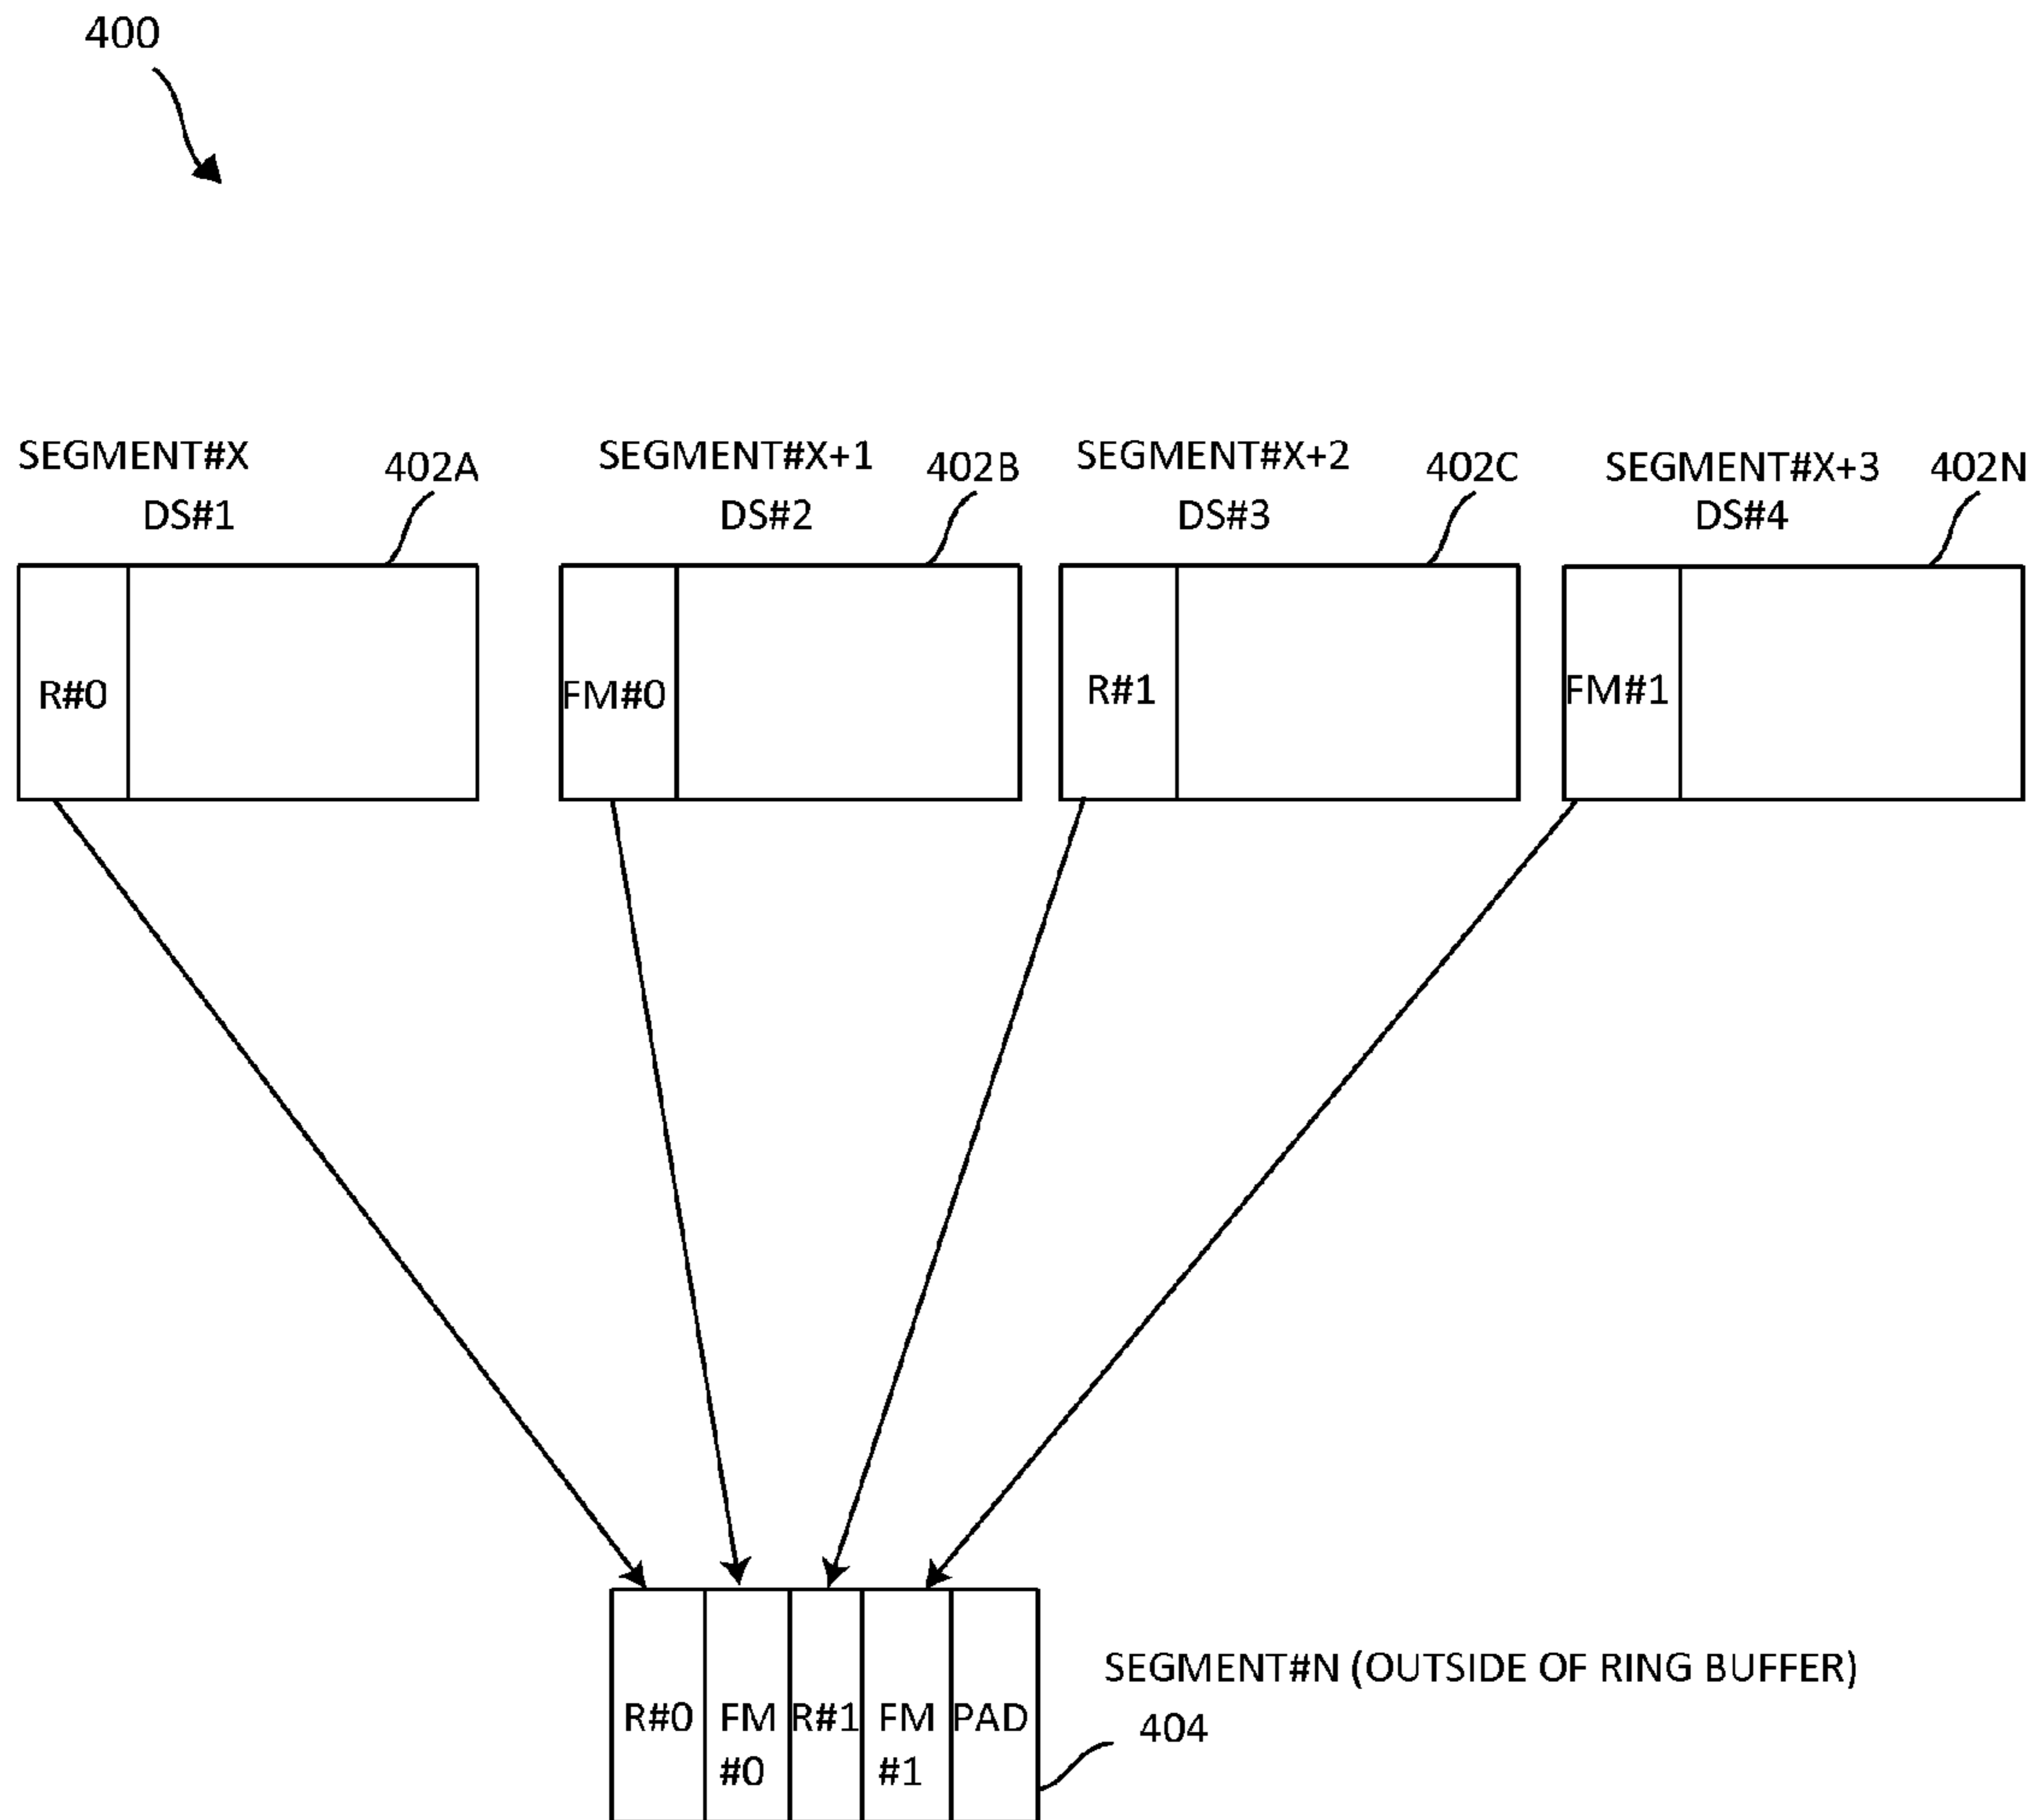 400
SEGMENT#X
DS#1
402A
SEGMENT#X+1
DS#2
402B
SEGMENT#X+2
DS#3
402C
SEGMENT#X+3
DS#4
402N
R#0
FM#0
R#1
FM#1
R#0
FM
#0
R#1
FM
#1
PAD
SEGMENT#N (OUTSIDE OF RING BUFFER)
404